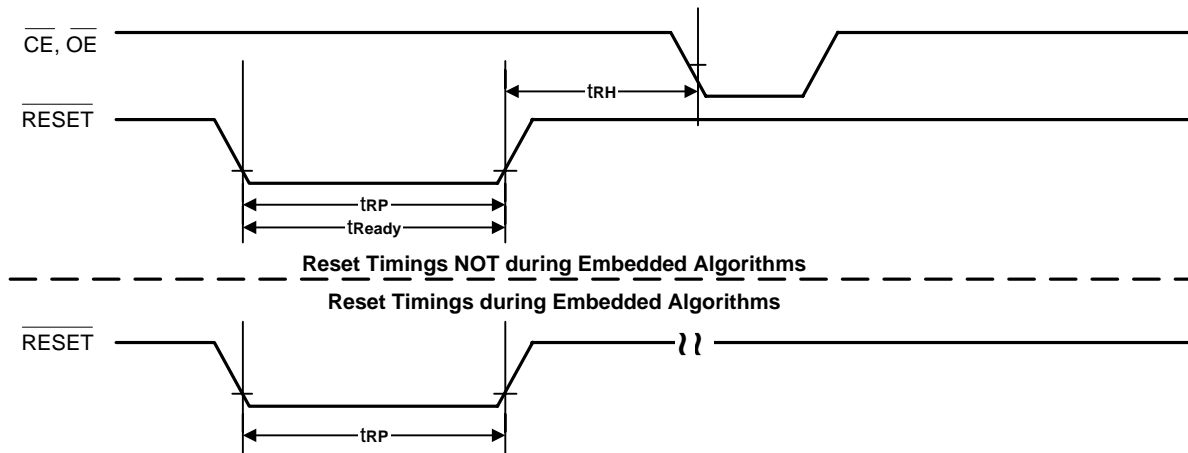 CE, OE
tRH
RESET
tRP
tReady
Reset Timings NOT during Embedded Algorithms
Reset Timings during Embedded Algorithms
RESET
tRP